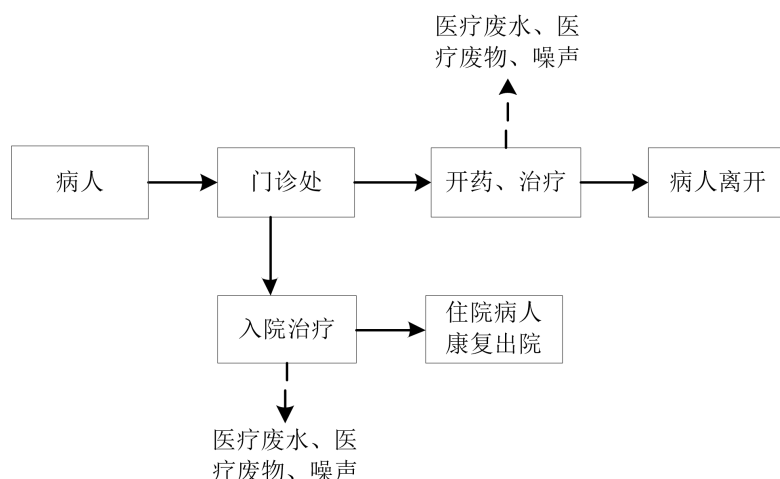 医疗废水、医
疗废物、噪声
病人
门诊处
开药、治疗
病人离开
入院治疗
住院病人
康复出院
医疗废水、医
疗废物、噪声